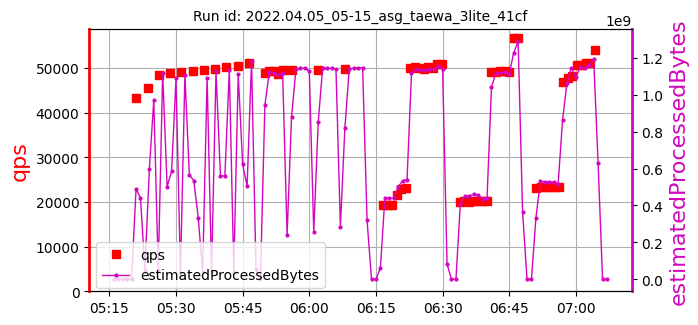 Run id: 2022.04.05_05-15_asg_taewa_3lite_41cf
1e9
50000
40000
30000
20000
10000
0
qps
1.2
1.0
0.8
0.6
0.4
0.2
0.0
estimatedProcessedBytes
qps
estimatedProcessedBytes
05:15 05:30 05:45 06:00 06:15 06:30 06:45 07:00